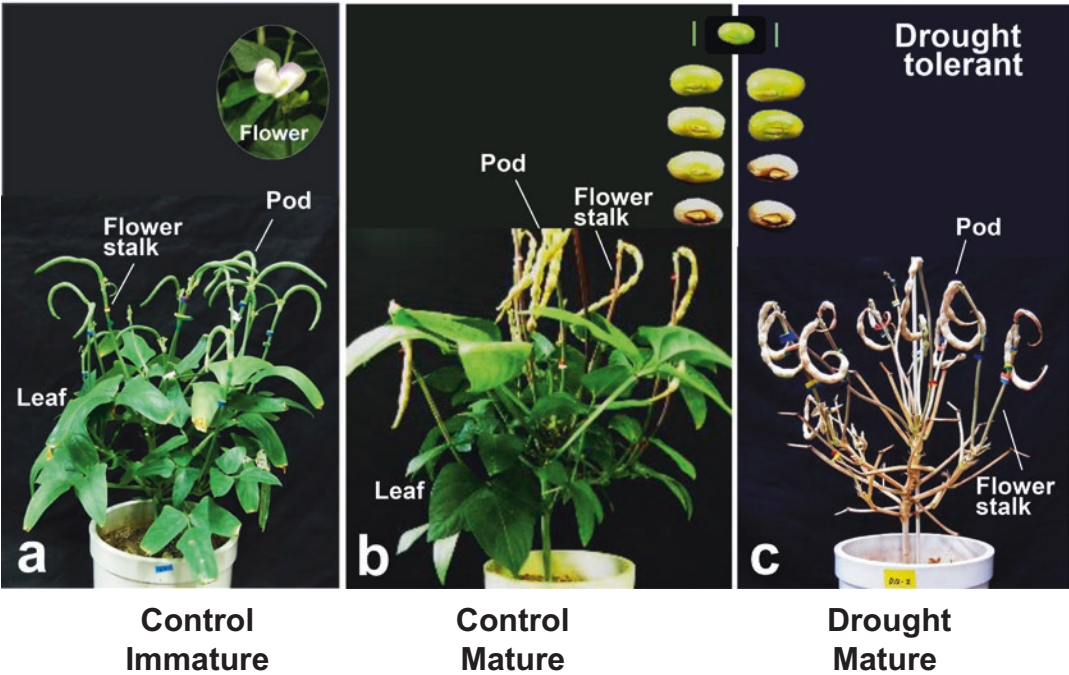 Flower
Pod
Flower
stalk
Leaf
a
Pod
Flower
stalk
Leaf
b
Drought
tolerant
Pod
Flower
stalk
c
Control
Immature
Control
Mature
Drought
Mature